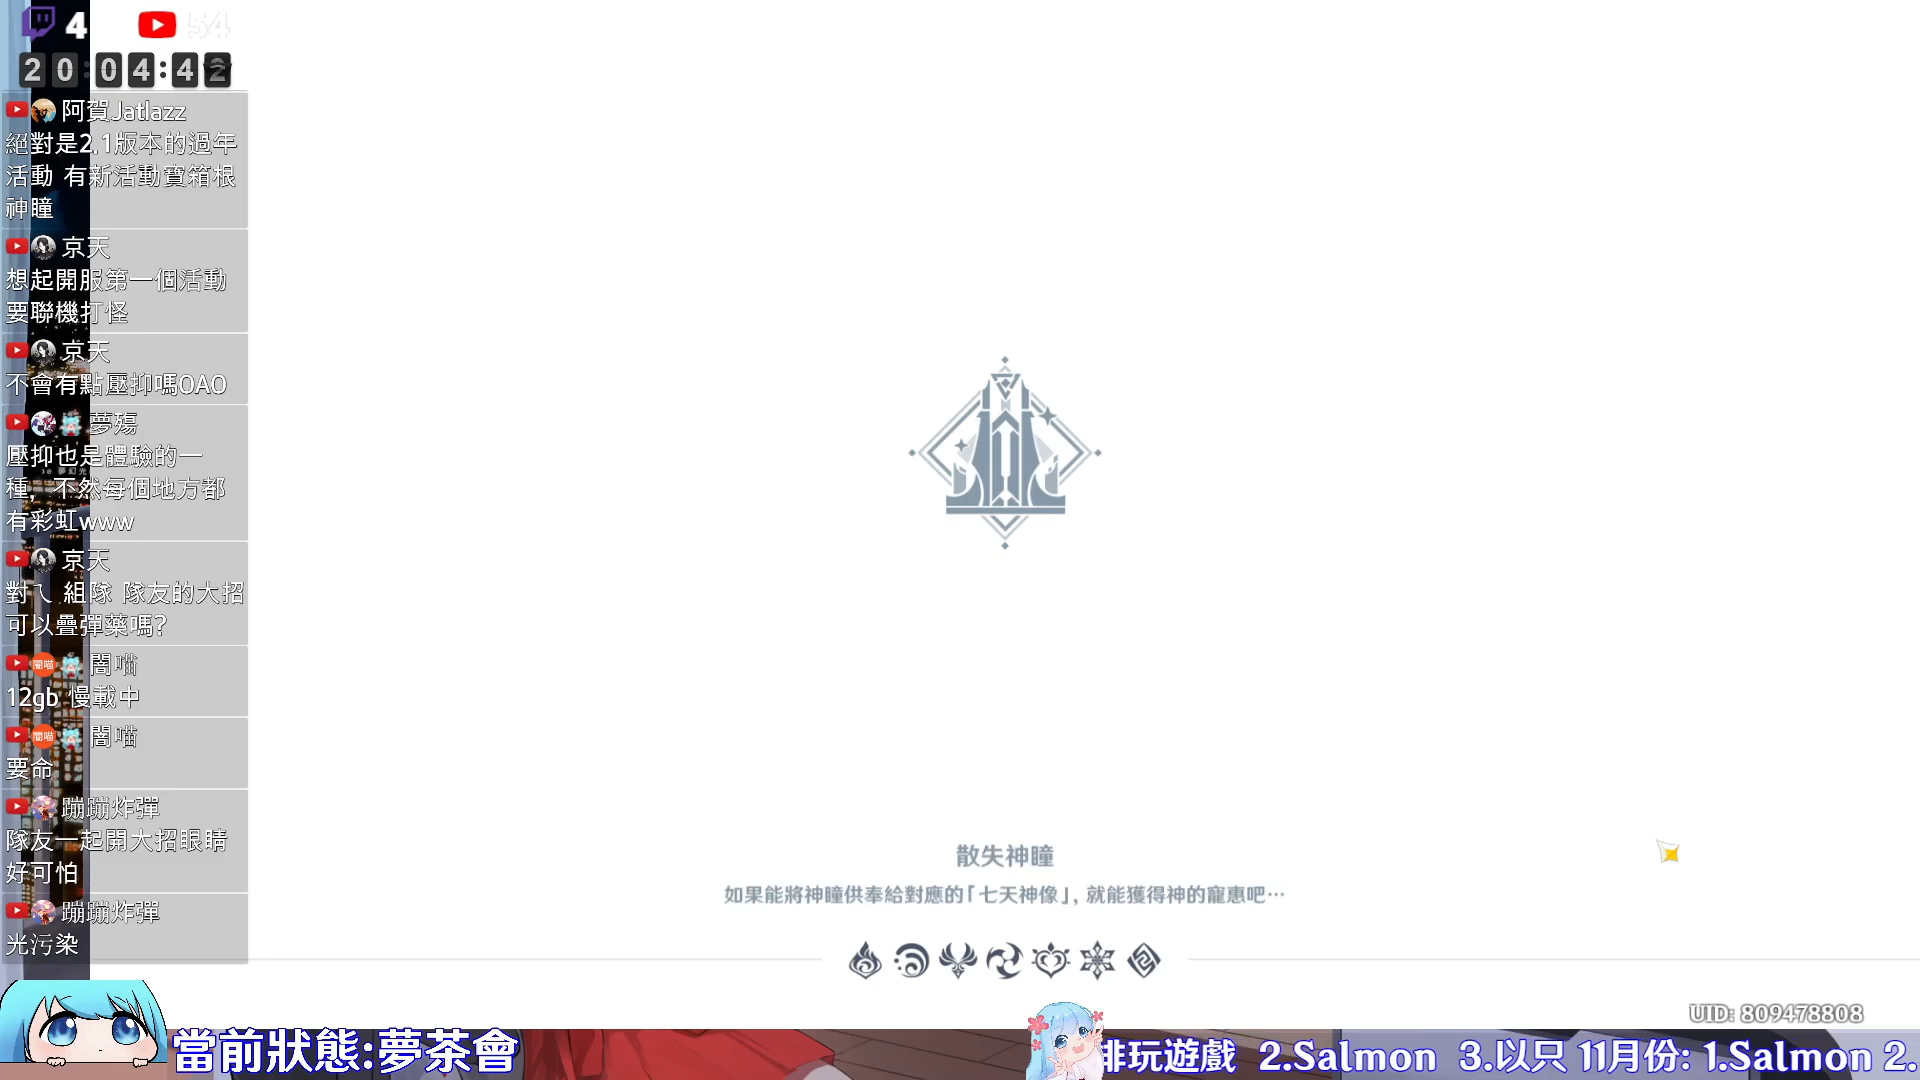 4 54
20:04:42
阿賀Jatlazz
絕對是2.1版本的過年
活動 有新活動寶箱根
神瞳
京天
想起開服第一個活動
要聯機打怪
京天
不會有點壓抑嗎OAO
夢殤
壓抑也是體驗的一
種，不然每個地方都
有彩虹www
京天
對ㄟ 組隊 隊友的大招
可以疊彈藥嗎?
闇喵 闇喵
12gb 慢載中
闇喵 闇喵
要命
蹦蹦炸彈
隊友一起開大招眼睛
好可怕
蹦蹦炸彈
光污染
散失神瞳
如果能將神瞳供奉給對應的「七天神像」，就能獲得神的寵惠吧…
UID: 809478808
當前狀態:夢茶會
啡玩遊戲 2.Salmon 3.以只 11月份: 1.Salmon 2.